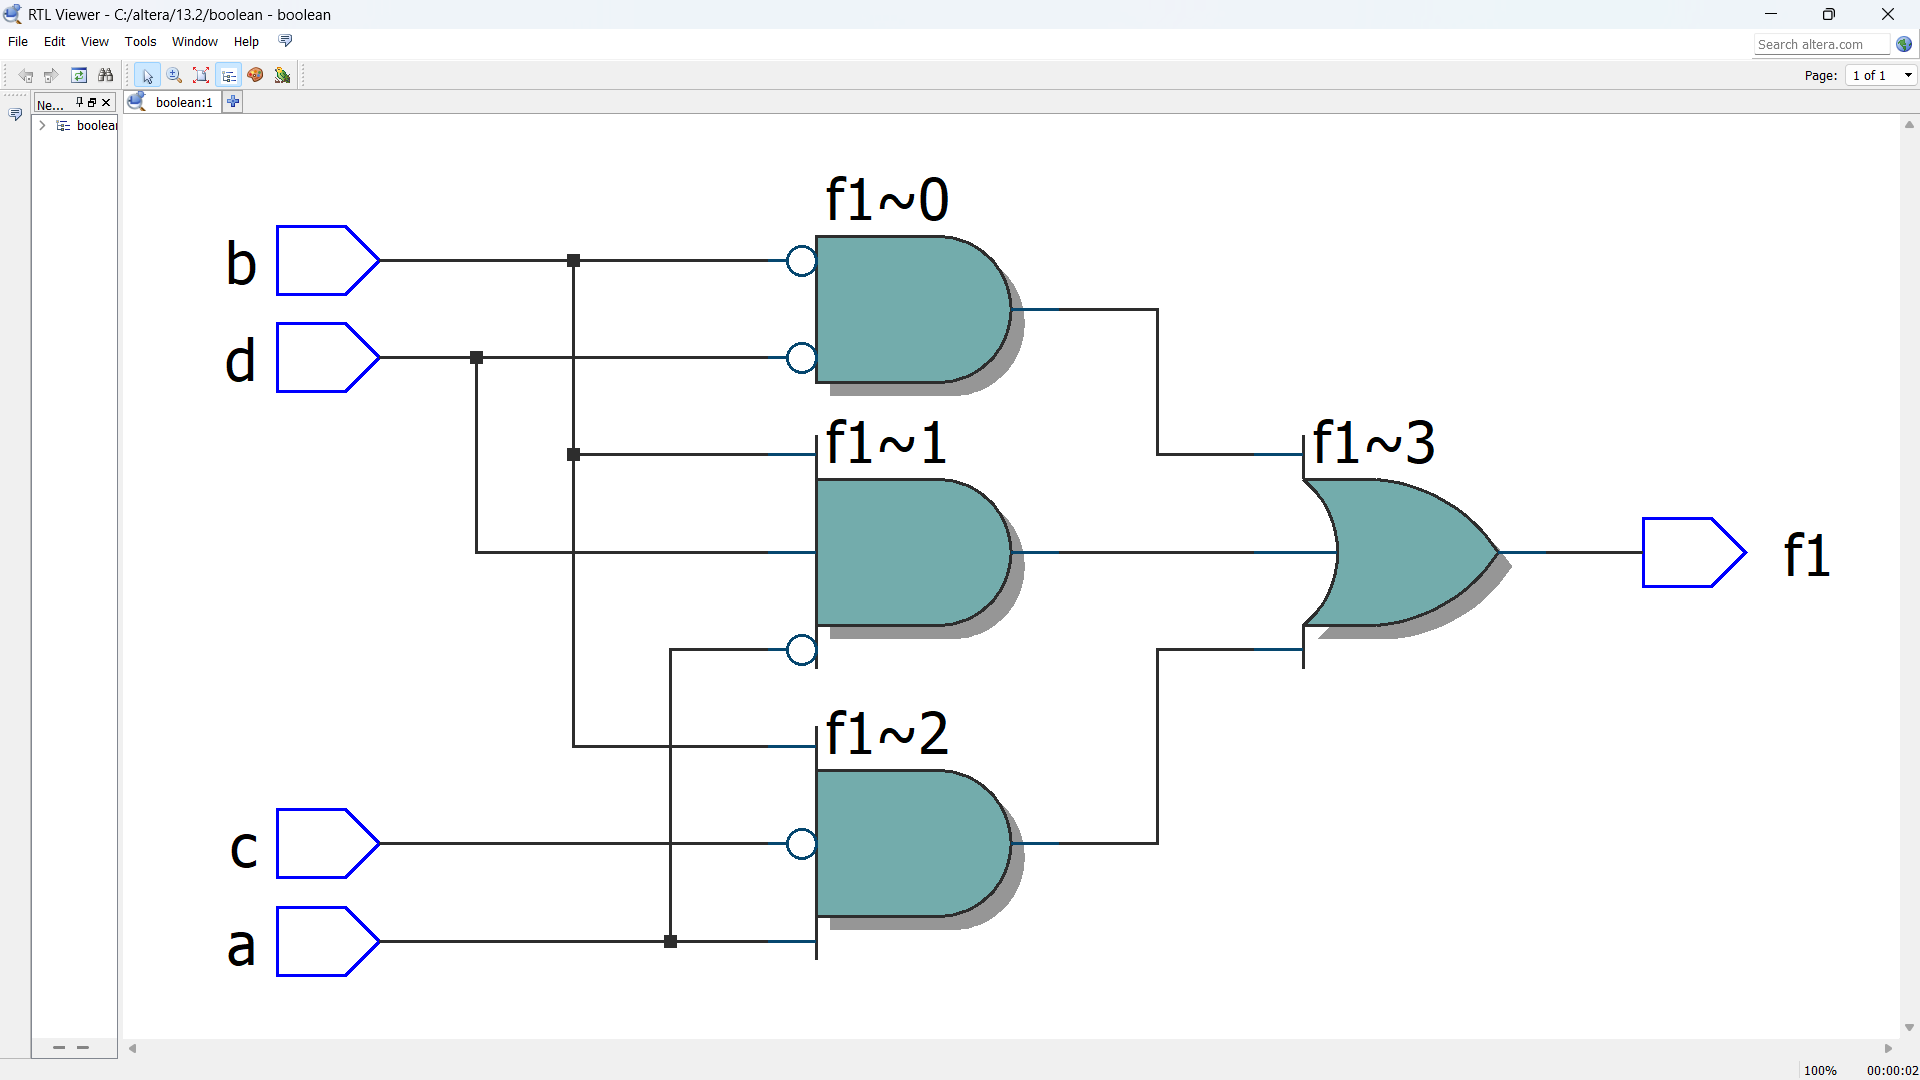 RTL Viewer - C:/altera/13.2/boolean - boolean
File Edit View Tools Window Help
Search altera.com
Page: 1 of 1
Ne...
boolean:1
boolean
f1~0
b
d
f1~1
f1~3
f1
f1~2
c
a
100% 00:00:02